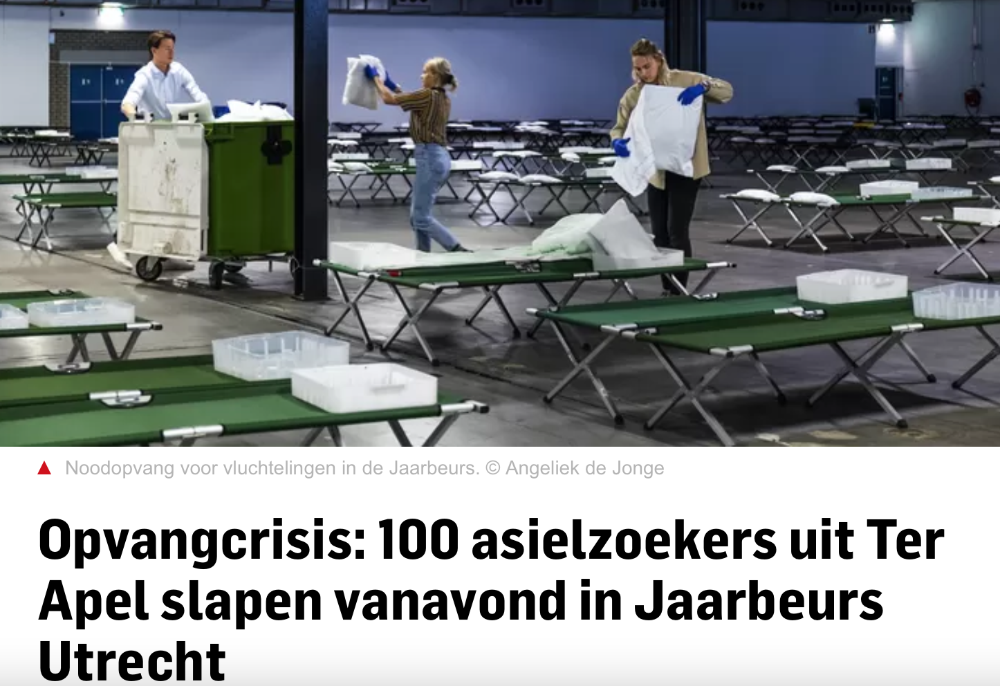 Noodopvang voor vluchtelingen in de Jaarbeurs. © Angeliek de Jonge
Opvangcrisis: 100 asielzoekers uit Ter
Apel slapen vanavond in Jaarbeurs
Utrecht